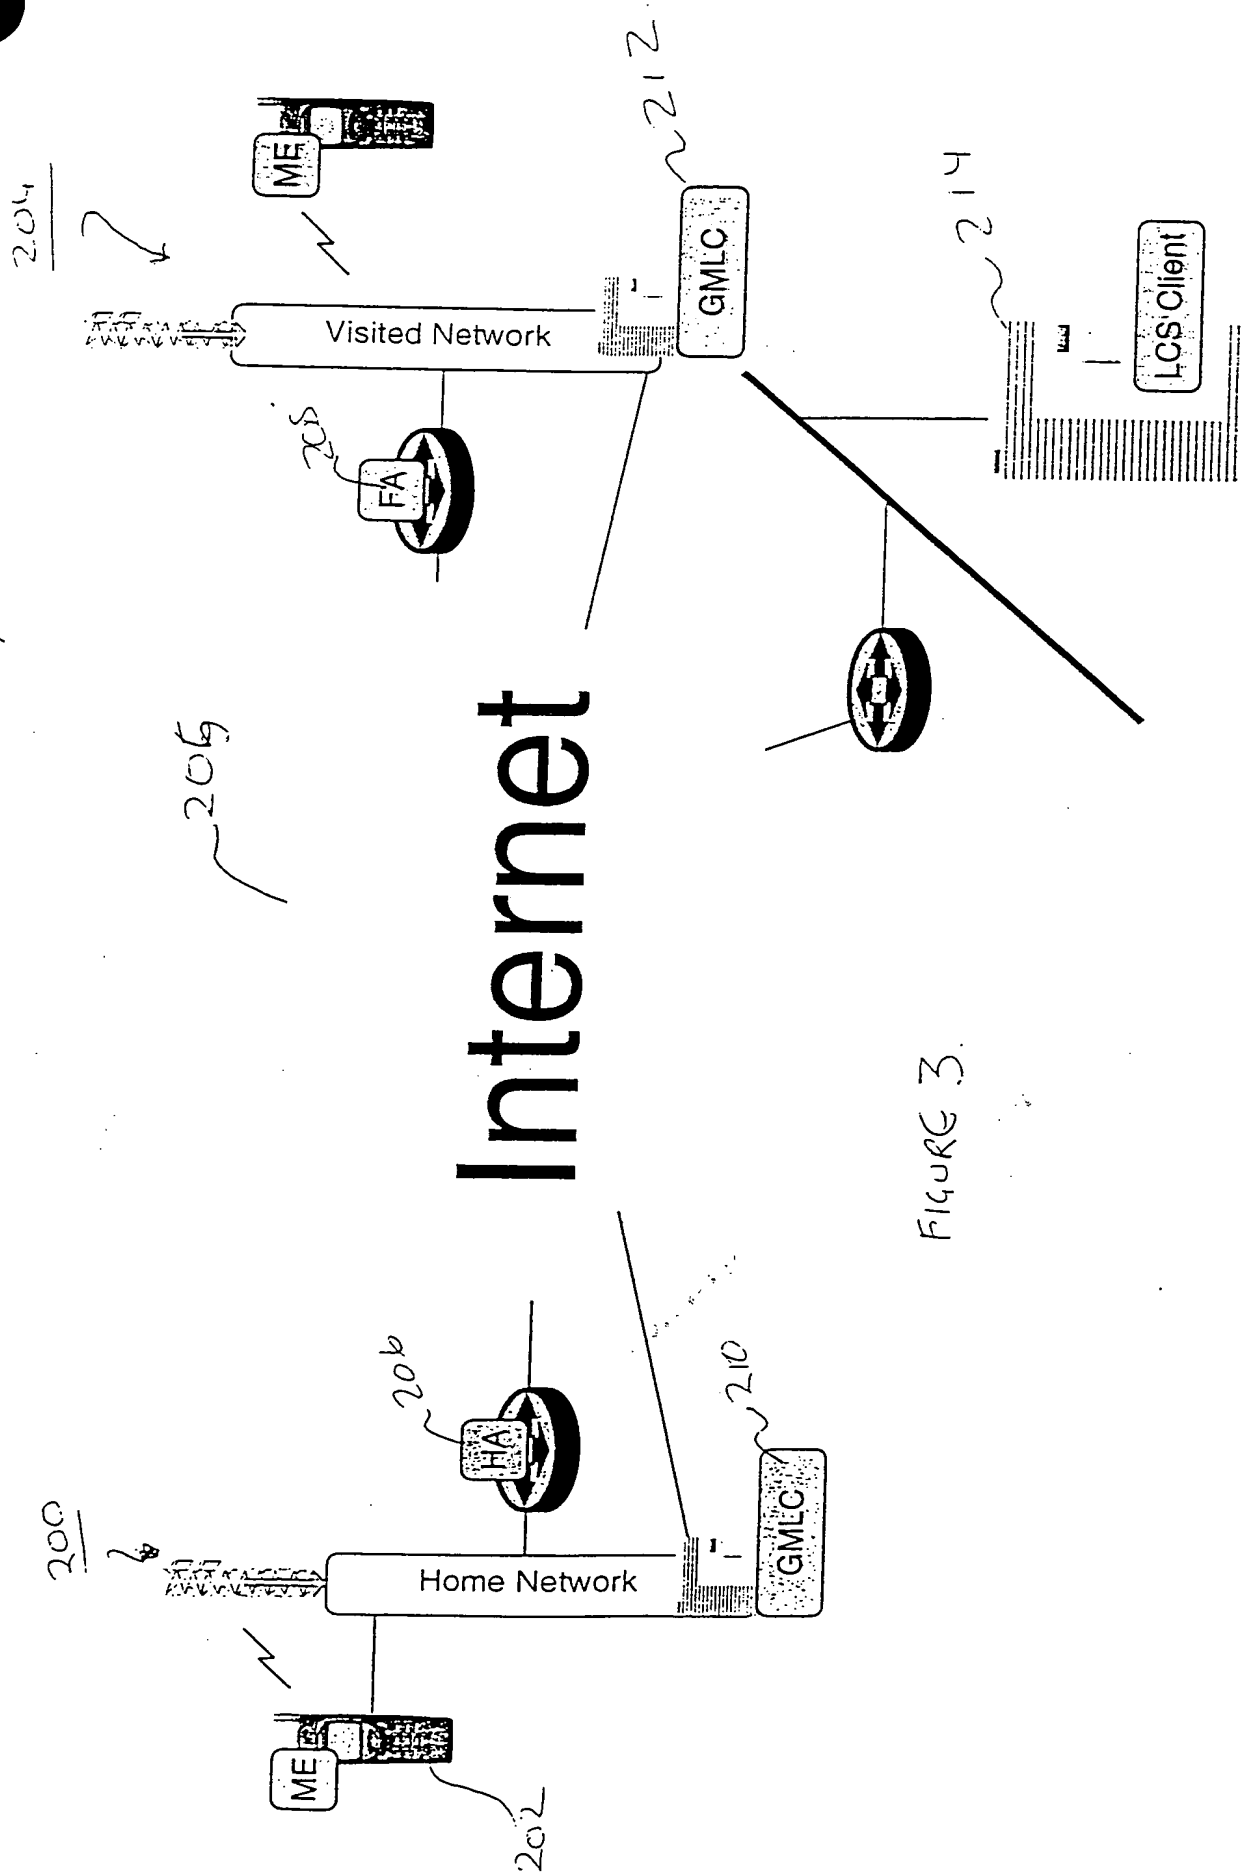 200
204
ME
ME
202
Home Network
Visited Network
HA
206
FA
208
206
Internet
GMLC
210
GMLC
212
214
LCS Client
FIGURE 3.